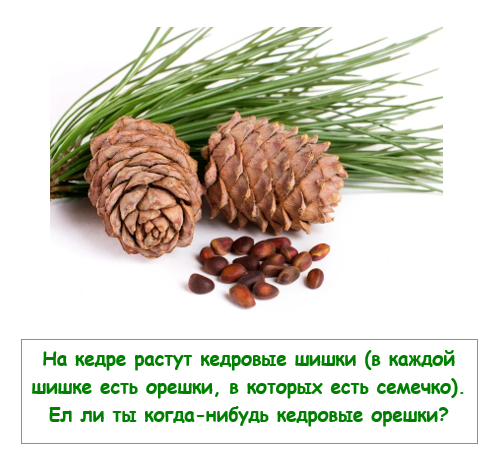 На кедре растут кедровые шишки (в каждой
шишке есть орешки, в которых есть семечко).
Ел ли ты когда-нибудь кедровые орешки?